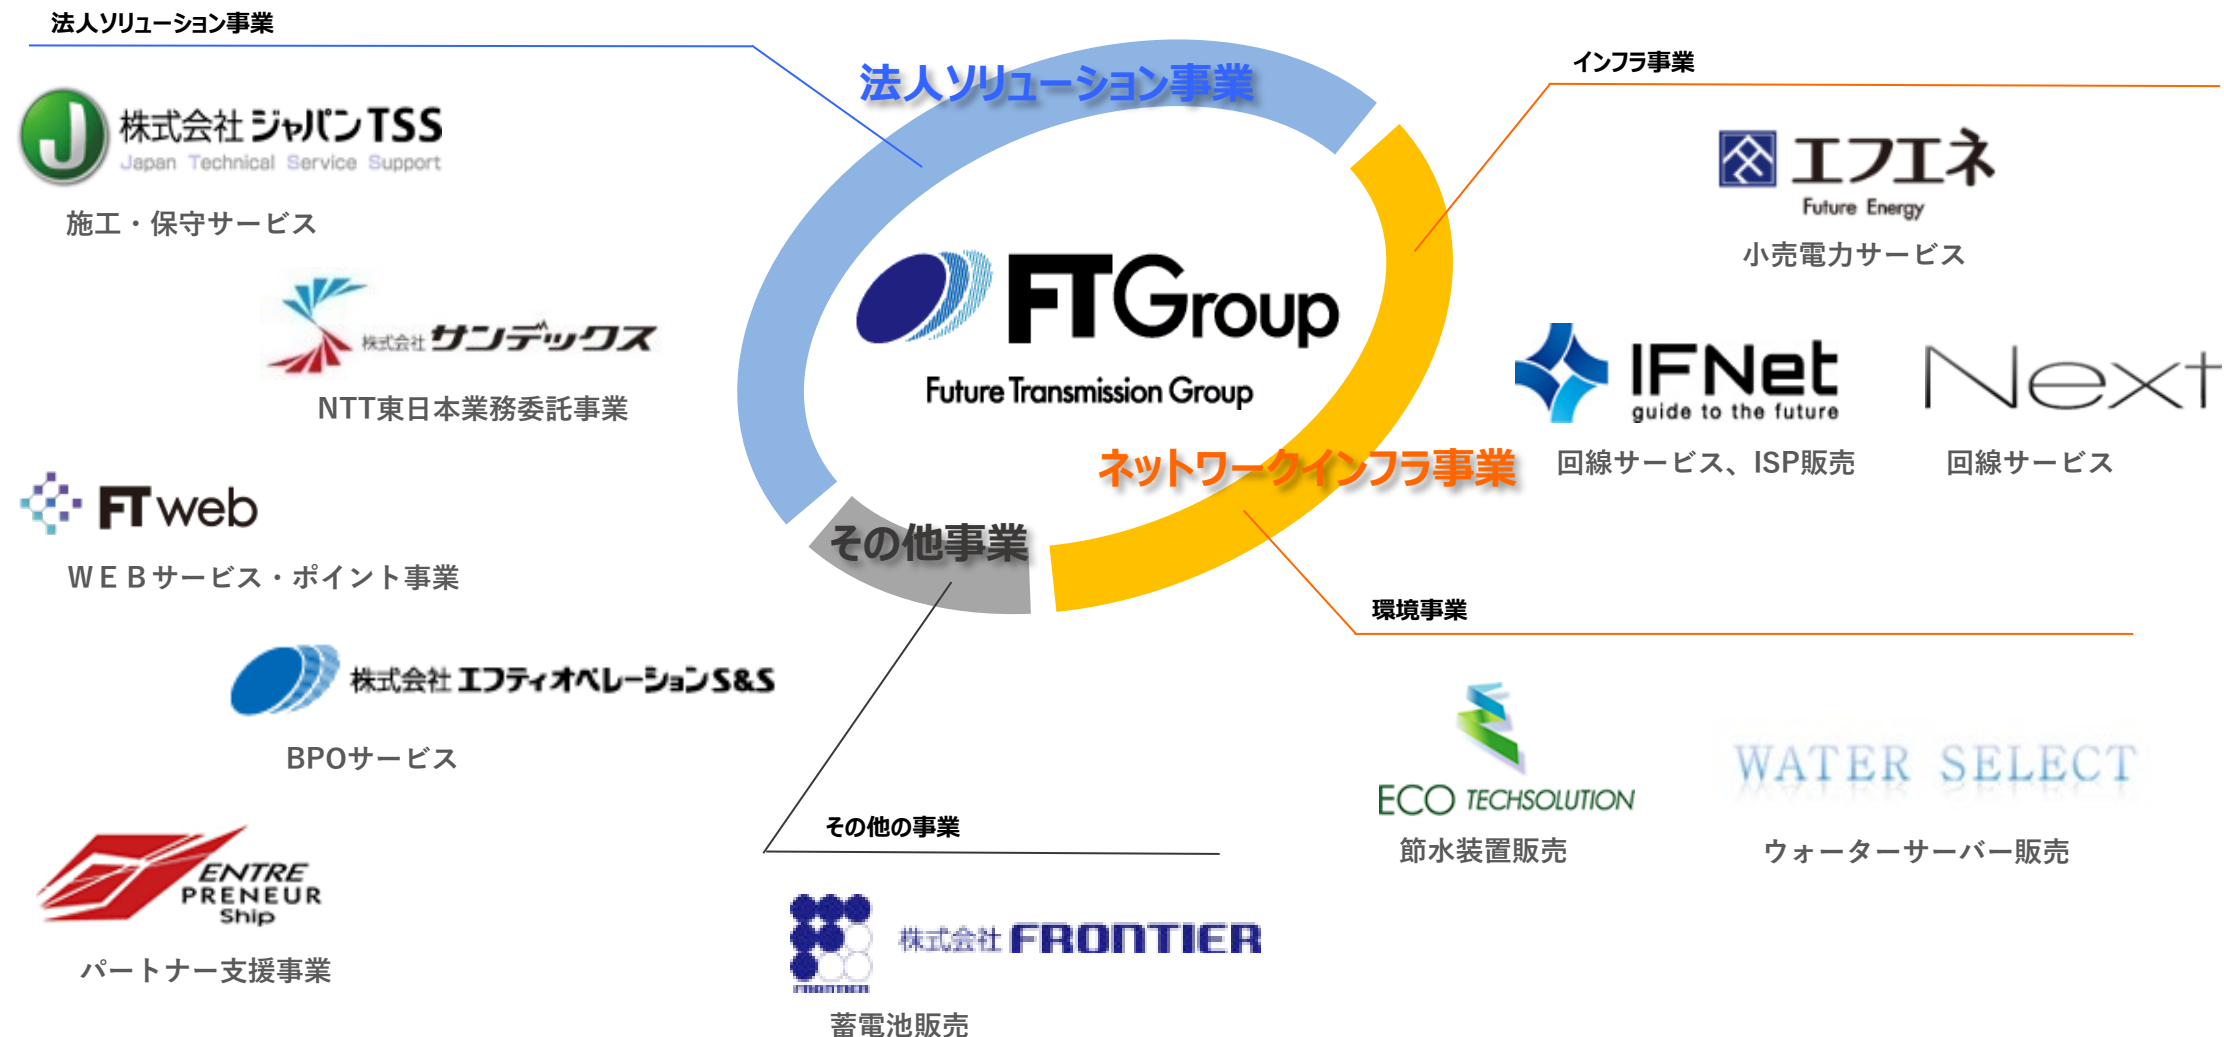 法人ソリューション事業
株式会社 ジャパンTSS
Japan Technical Service Support
施工・保守サービス
株式会社 サンデックス
NTT東日本業務委託事業
FTweb
ＷＥＢサービス・ポイント事業
株式会社 エフティオペレーションS&S
BPOサービス
ENTRE
PRENEUR
Ship
パートナー支援事業
法人ソリューション事業
FTGroup
Future Transmission Group
ネットワークインフラ事業
その他事業
インフラ事業
エフエネ
Future Energy
小売電力サービス
IFNet
guide to the future
回線サービス、ISP販売
Next
回線サービス
環境事業
ECO TECHSOLUTION
節水装置販売
WATER SELECT
ウォーターサーバー販売
その他の事業
株式会社 FRONTIER
FRONTIER
蓄電池販売